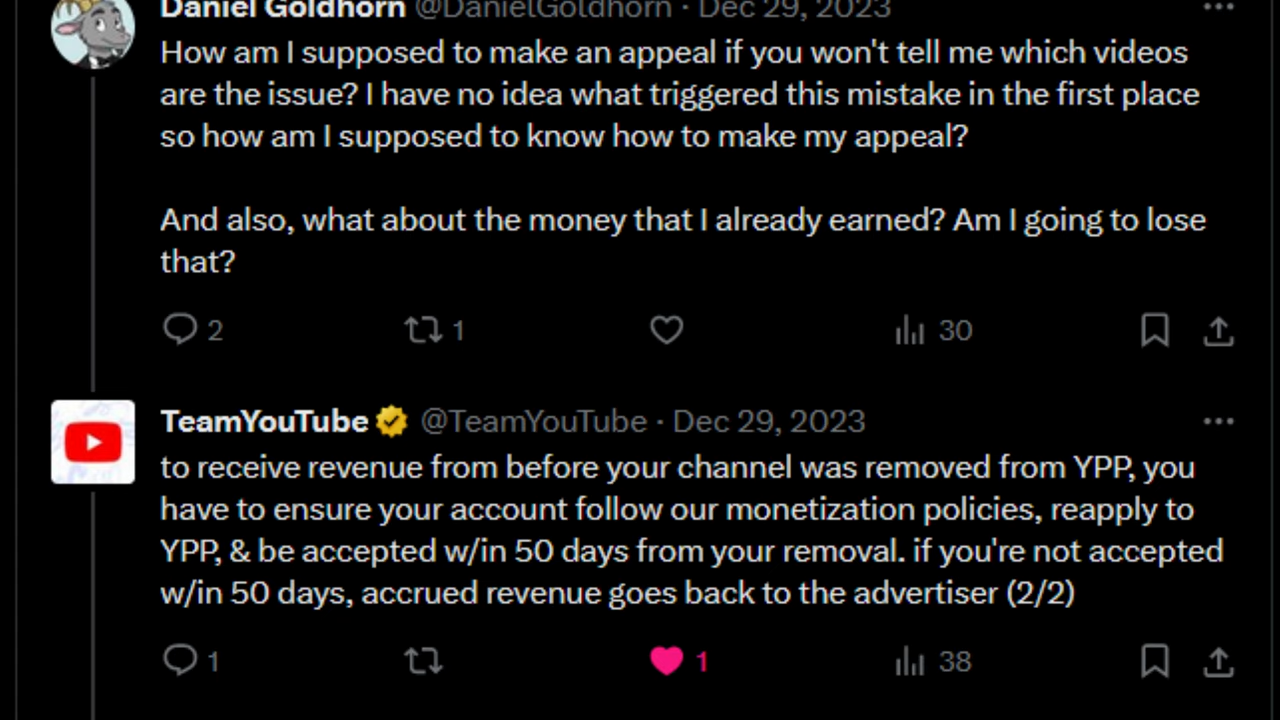 Daniel Goldhorn @DanielGoldhorn · Dec 29, 2023
How am I supposed to make an appeal if you won't tell me which videos
are the issue? I have no idea what triggered this mistake in the first place
so how am I supposed to know how to make my appeal?
And also, what about the money that I already earned? Am I going to lose
that?
2 1 30
TeamYouTube @TeamYouTube · Dec 29, 2023
to receive revenue from before your channel was removed from YPP, you
have to ensure your account follow our monetization policies, reapply to
YPP, & be accepted w/in 50 days from your removal. if you're not accepted
w/in 50 days, accrued revenue goes back to the advertiser (2/2)
1 1 38